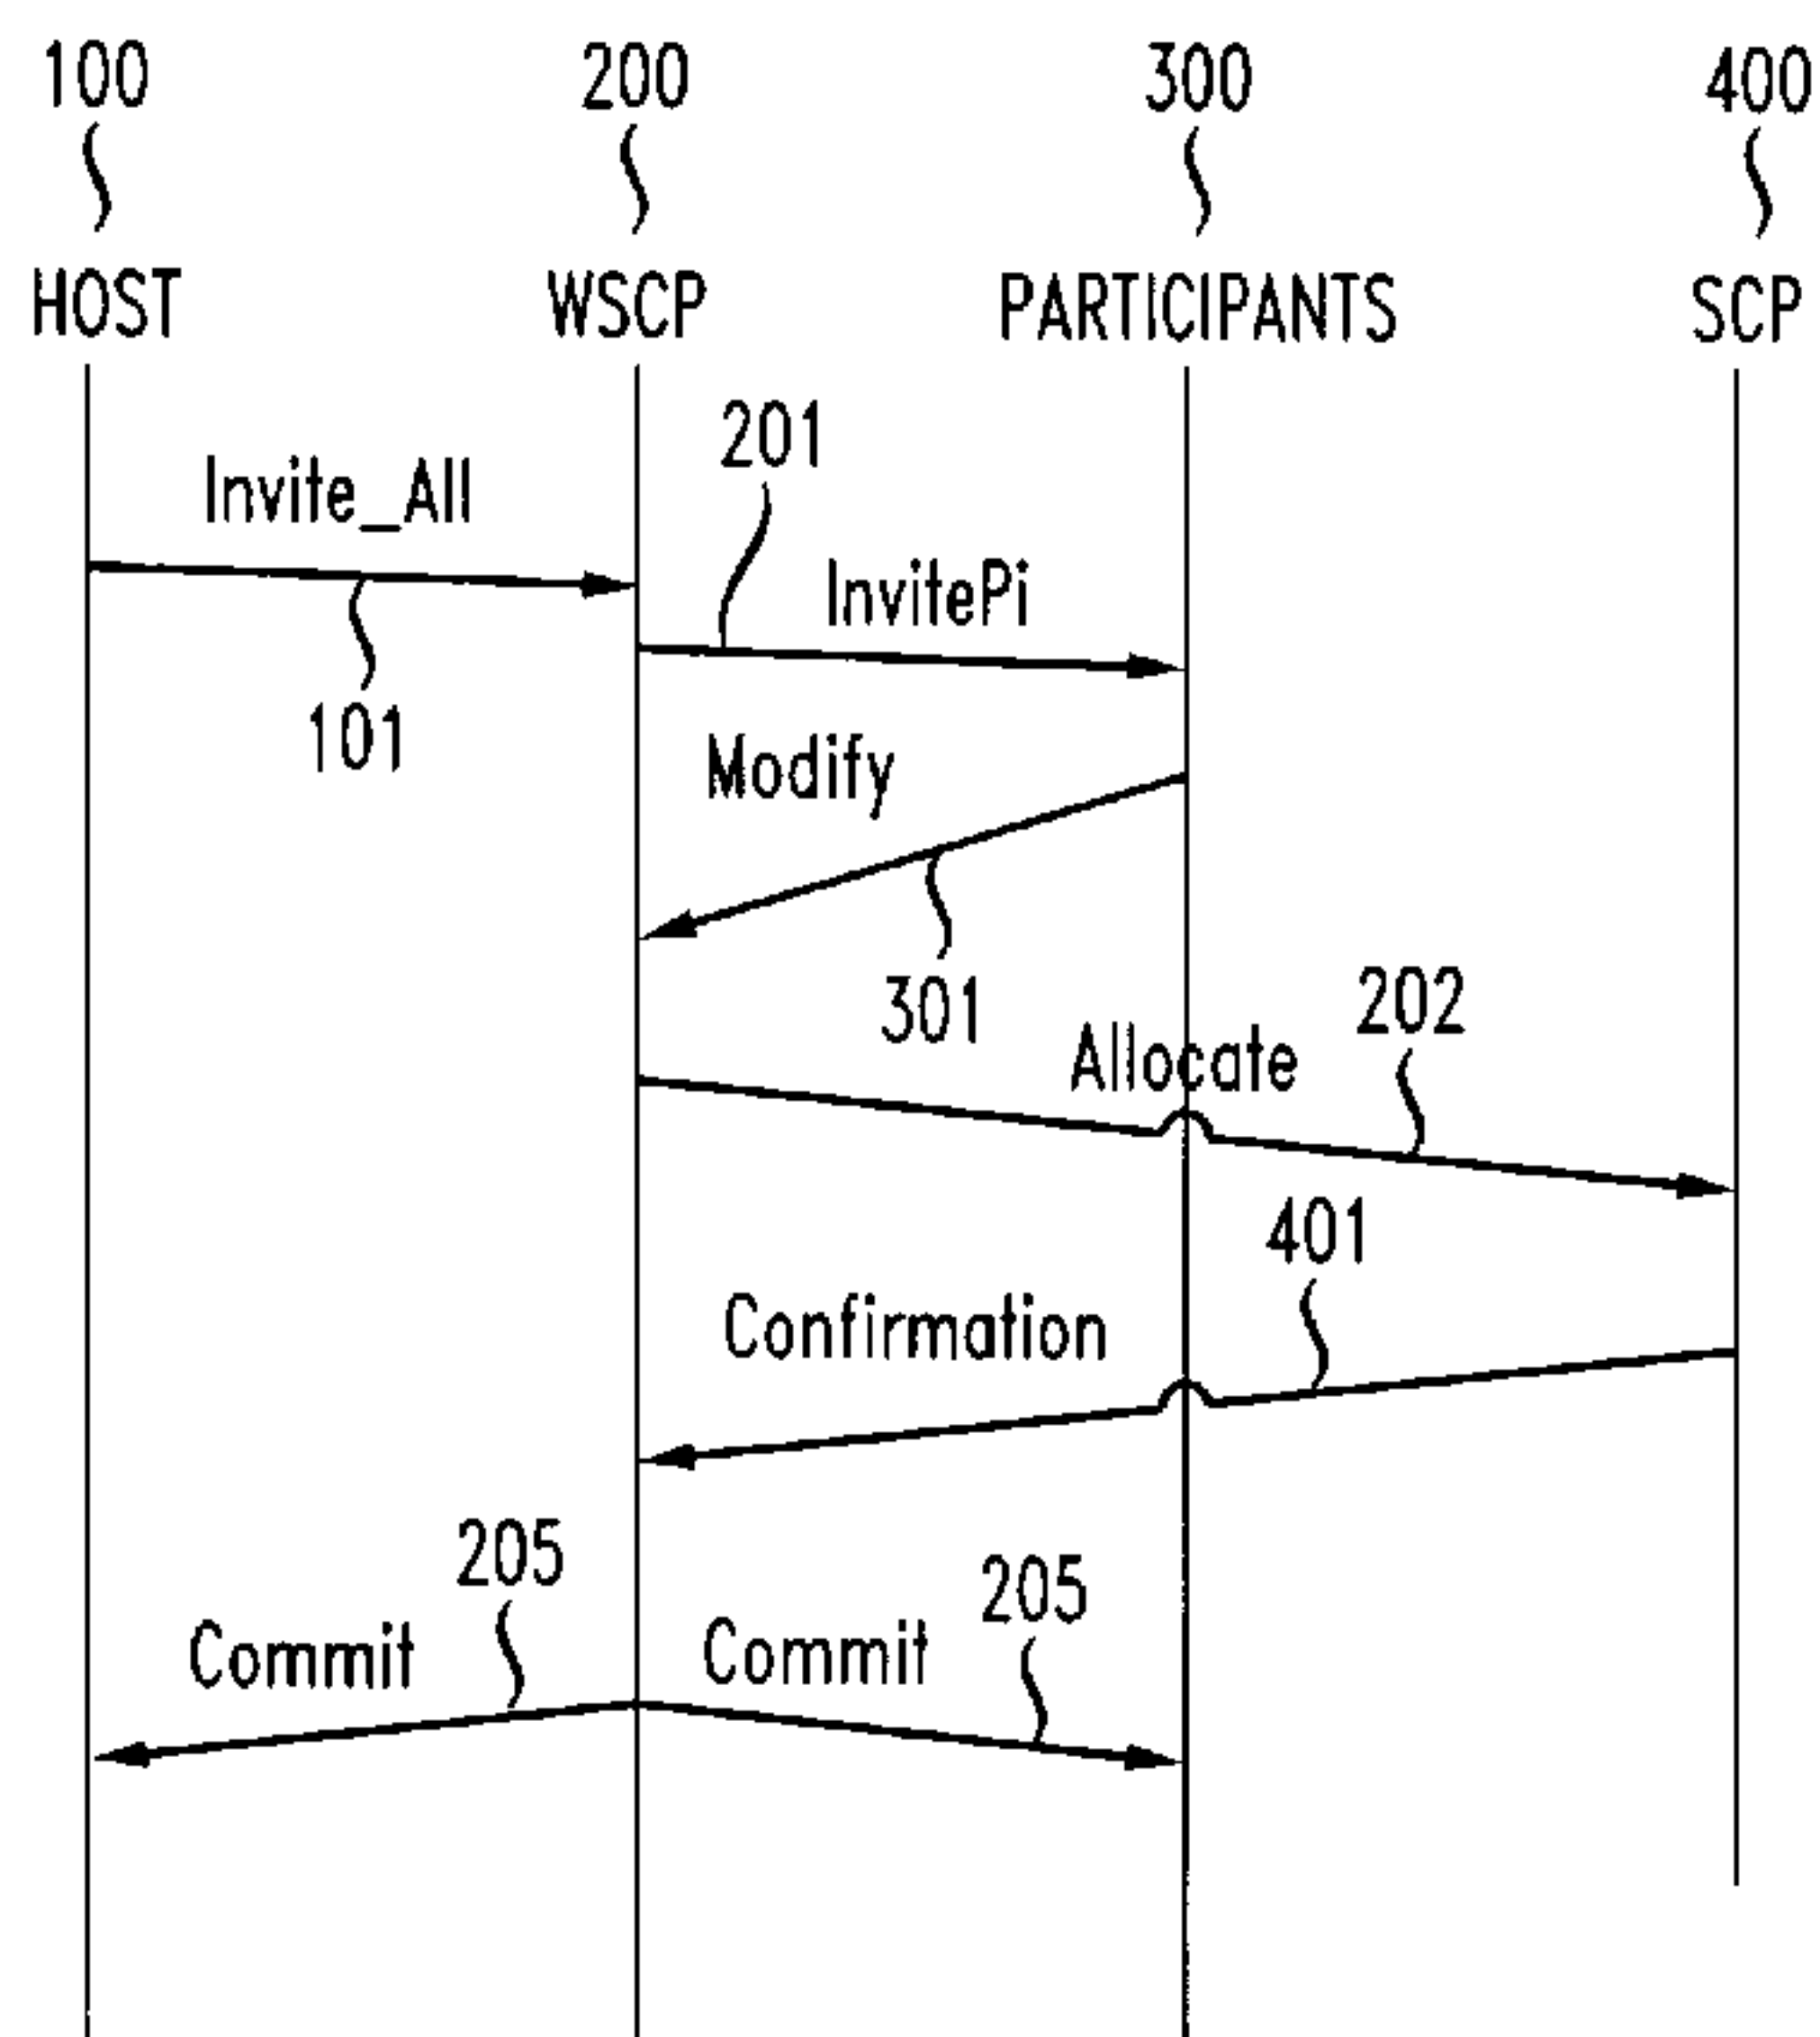 100 200 300 400
HOST WSCP PARTICIPANTS SCP
201
Invite_All
InvitePi
101
Modify
301
202
Allocate
401
Confirmation
205 205
Commit Commit